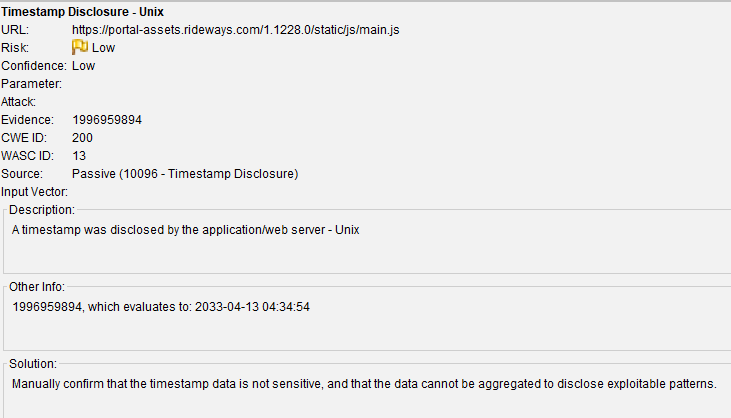 Timestamp Disclosure - Unix
URL: https://portal-assets.rideways.com/1.1228.0/static/js/main.js
Risk: Low
Confidence: Low
Parameter:
Attack:
Evidence: 1996959894
CWE ID: 200
WASC ID: 13
Source: Passive (10096 - Timestamp Disclosure)
Input Vector:
Description:
A timestamp was disclosed by the application/web server - Unix
Other Info:
1996959894, which evaluates to: 2033-04-13 04:34:54
Solution:
Manually confirm that the timestamp data is not sensitive, and that the data cannot be aggregated to disclose exploitable patterns.